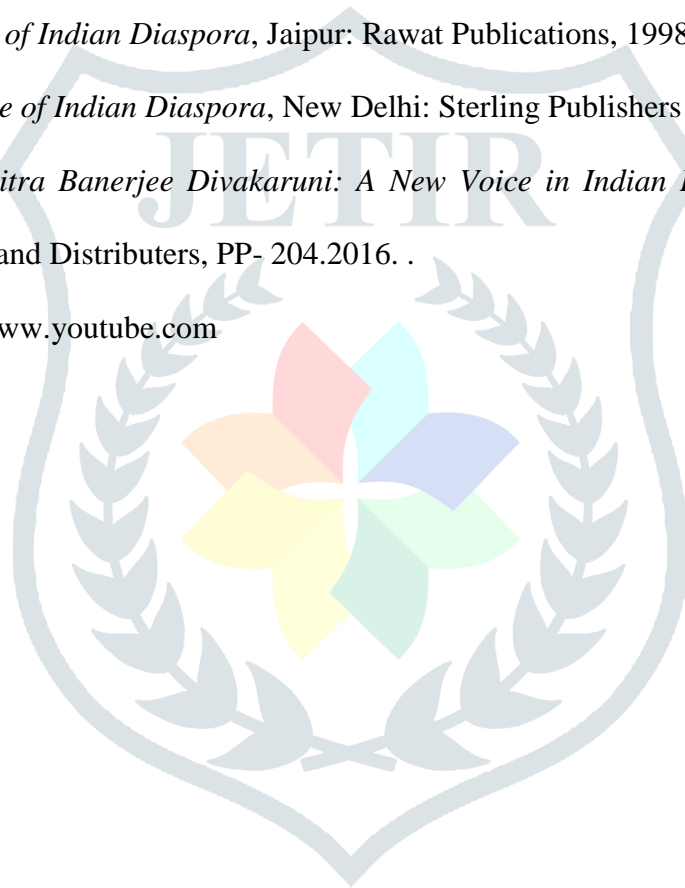 of Indian Diaspora, Jaipur: Rawat Publications, 1998
of Indian Diaspora, New Delhi: Sterling Publishers
JETIR
Banerjee Divakaruni: A New Voice in Indian
and Distributers, PP- 204.2016. .
www.youtube.com